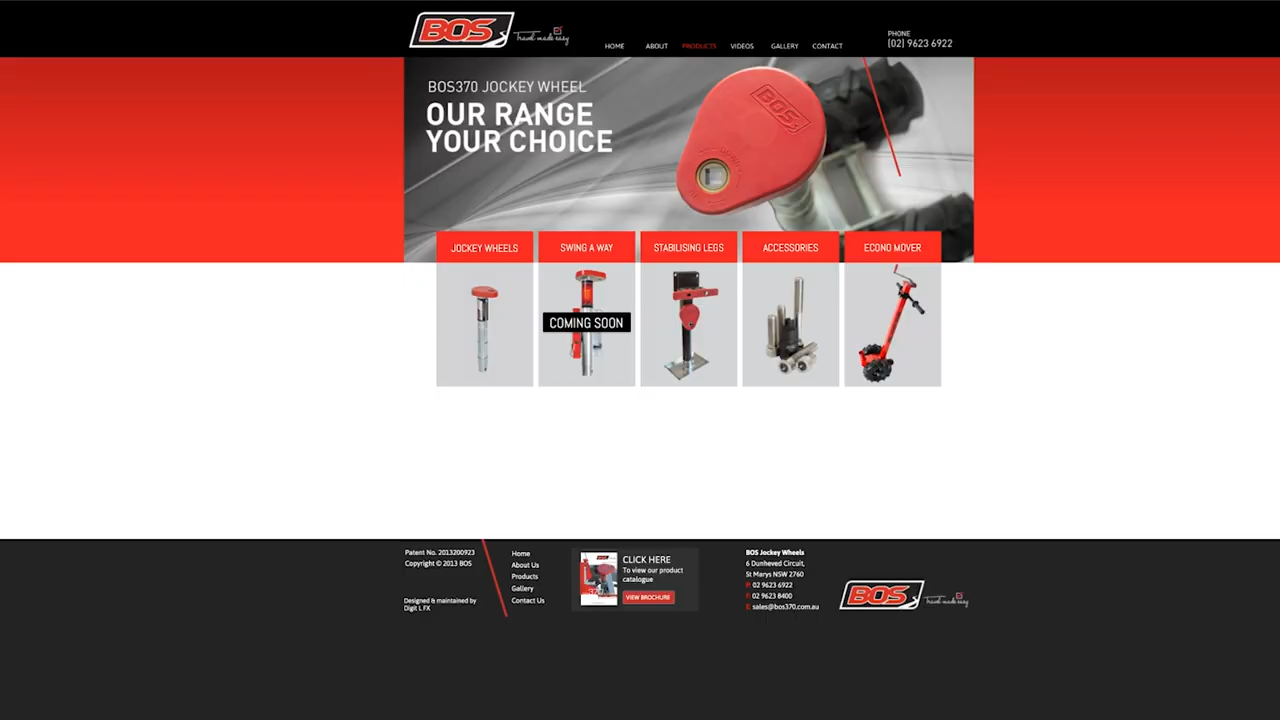 BOS
Travel made easy
HOME
ABOUT
PRODUCTS
VIDEOS
GALLERY
CONTACT
PHONE
(02) 9623 6922
BOS370 JOCKEY WHEEL
OUR RANGE
YOUR CHOICE
BOS
JOCKEY WHEELS
SWING A WAY
STABILISING LEGS
ACCESSORIES
ECONO MOVER
COMING SOON
Patent No. 2013200923
Copyright © 2013 BOS
Designed & maintained by
Digit L FX
Home
About Us
Products
Gallery
Contact Us
CLICK HERE
To view our product
catalogue
VIEW BROCHURE
BOS Jockey Wheels
6 Dunheved Circuit,
St Marys NSW 2760
P: 02 9623 6922
F: 02 9623 8400
E: sales@bos370.com.au
BOS
Travel made easy